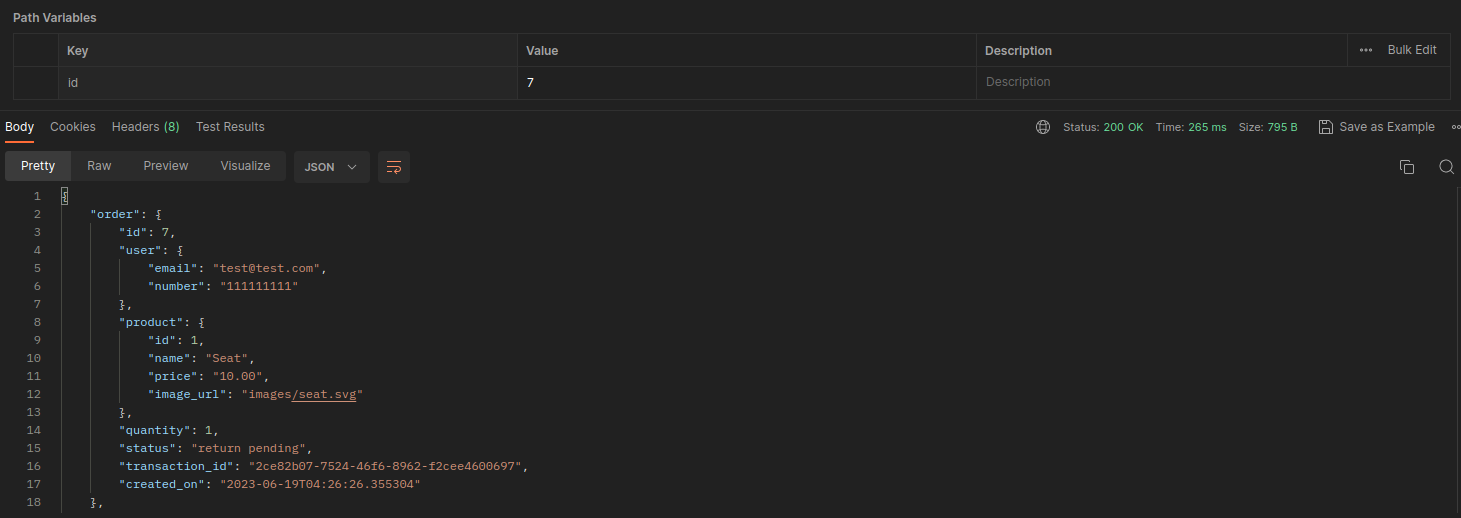 Path Variables
Key Value Description ••• Bulk Edit
id 7 Description
Body Cookies Headers (8) Test Results Status: 200 OK Time: 265 ms Size: 795 B Save as Example
Pretty Raw Preview Visualize JSON
1 {
2 "order": {
3 "id": 7,
4 "user": {
5 "email": "test@test.com",
6 "number": "111111111"
7 },
8 "product": {
9 "id": 1,
10 "name": "Seat",
11 "price": "10.00",
12 "image_url": "images/seat.svg"
13 },
14 "quantity": 1,
15 "status": "return pending",
16 "transaction_id": "2ce82b07-7524-46f6-8962-f2cee4600697",
17 "created_on": "2023-06-19T04:26:26.355304"
18 },